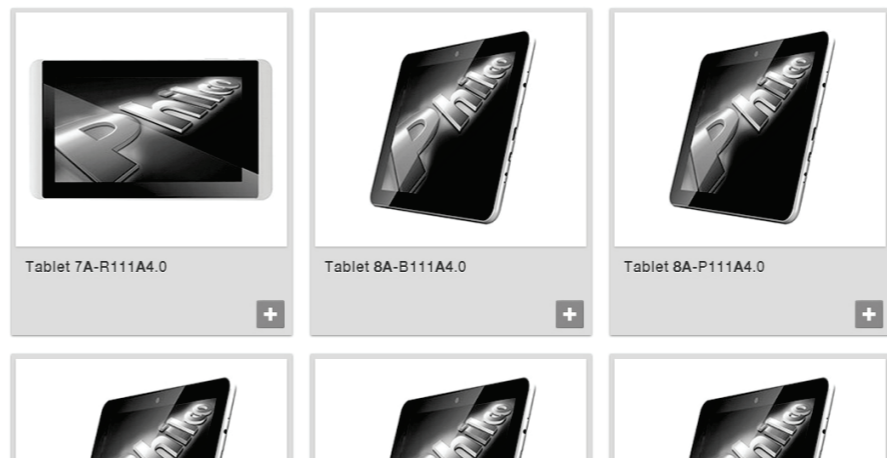 Philco
Philco
Philco
Tablet 7A-R111A4.0
Tablet 8A-B111A4.0
Tablet 8A-P111A4.0